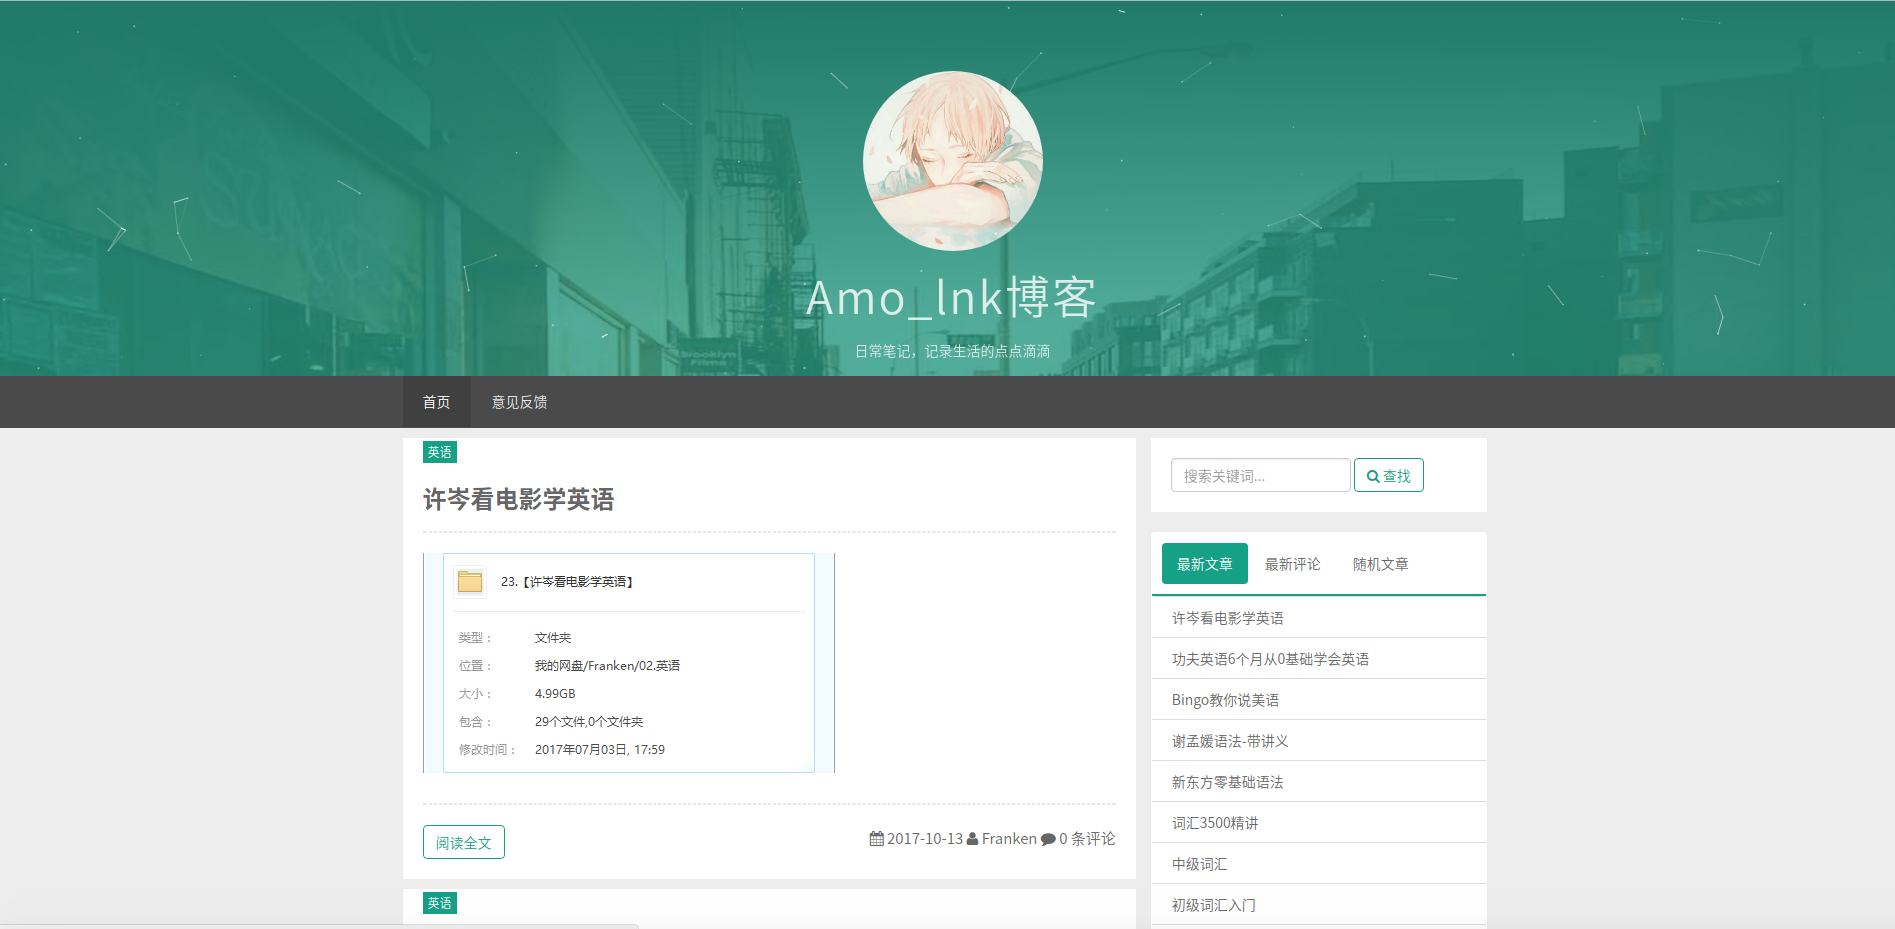 Brooklyn
Amo_lnk博客
日常笔记，记录生活的点点滴滴
首页
意见反馈
英语
许岑看电影学英语
23.【许岑看电影学英语】
类型： 文件夹
位置： 我的网盘/Franken/02.英语
大小： 4.99GB
包含： 29个文件,0个文件夹
修改时间： 2017年07月03日, 17:59
阅读全文
2017-10-13 Franken 0 条评论
英语
搜索关键词...
查找
最新文章 最新评论 随机文章
许岑看电影学英语
功夫英语6个月从0基础学会英语
Bingo教你说美语
谢孟媛语法-带讲义
新东方零基础语法
词汇3500精讲
中级词汇
初级词汇入门